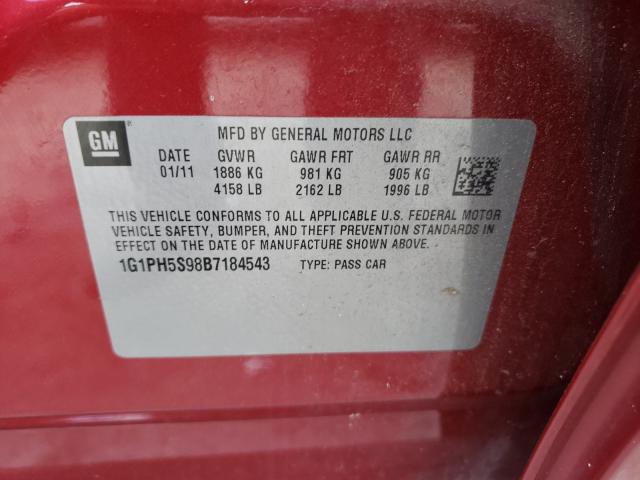 GM
MFD BY GENERAL MOTORS LLC
DATE GVWR GAWR FRT GAWR RR
01/11 1886 KG 981 KG 905 KG
4158 LB 2162 LB 1996 LB
THIS VEHICLE CONFORMS TO ALL APPLICABLE U.S. FEDERAL MOTOR
VEHICLE SAFETY, BUMPER, AND THEFT PREVENTION STANDARDS IN
EFFECT ON THE DATE OF MANUFACTURE SHOWN ABOVE.
1G1PH5S98B7184543 TYPE: PASS CAR